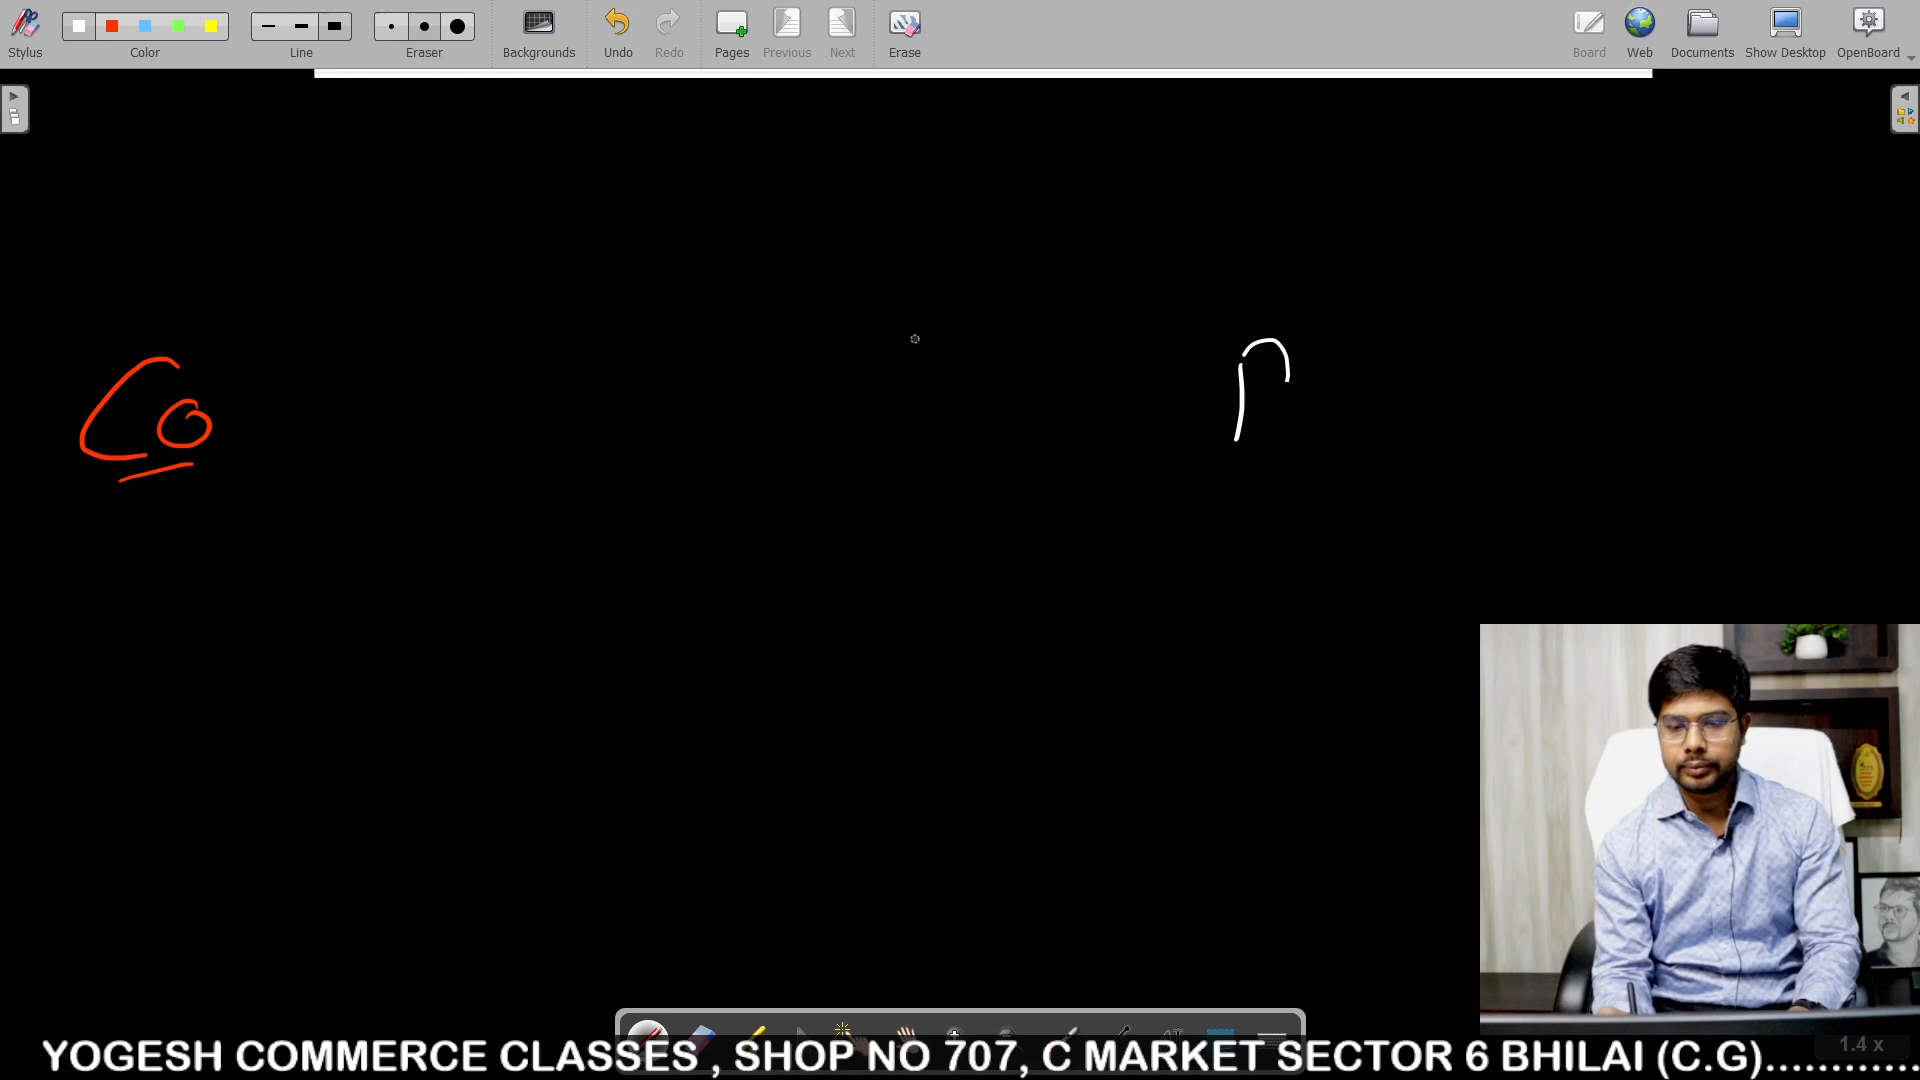 Stylus Color Line Eraser Backgrounds Undo Redo Pages Previous Next Erase Board Web Documents Show Desktop OpenBoard
Co
YOGESH COMMERCE CLASSES , SHOP NO 707, C MARKET SECTOR 6 BHILAI (C.G)............
1.4 x